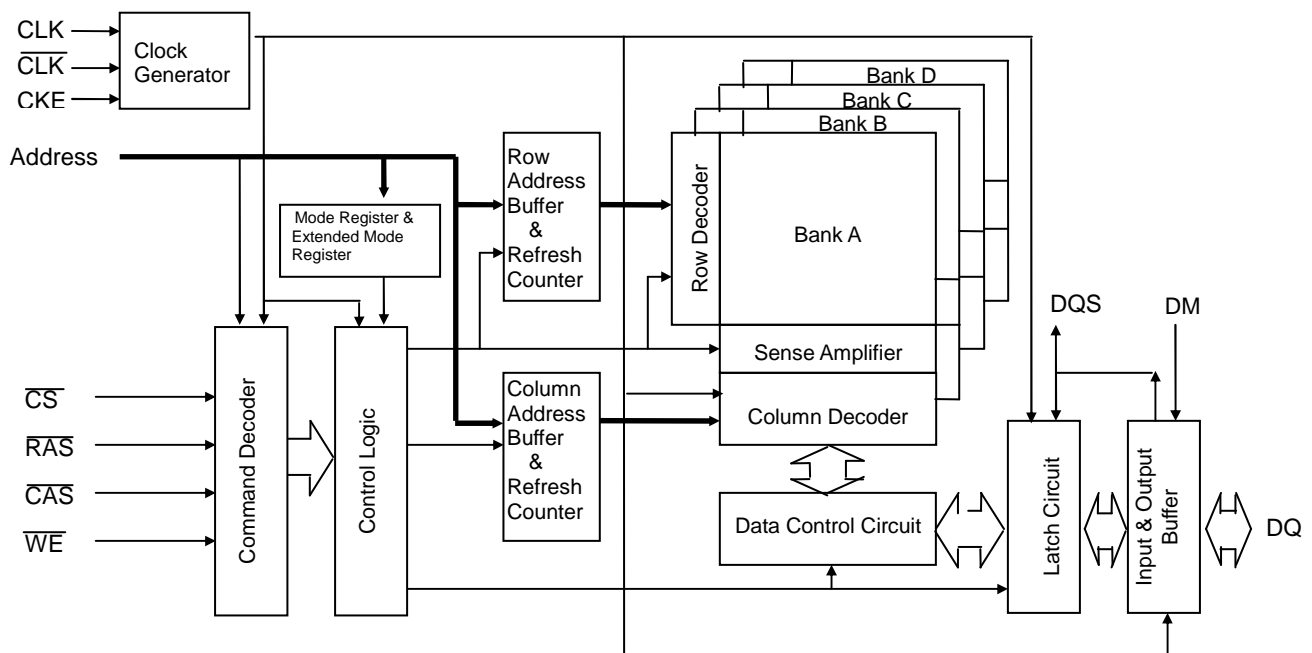 CLK
CLK
CKE
Clock
Generator
Address
Mode Register &
Extended Mode
Register
Row
Address
Buffer
&
Refresh
Counter
Row Decoder
Bank D
Bank C
Bank B
Bank A
Sense Amplifier
Column Decoder
CS
RAS
CAS
WE
Command Decoder
Control Logic
Column
Address
Buffer
&
Refresh
Counter
Data Control Circuit
DQS
DM
Latch Circuit
Input & Output
Buffer
DQ